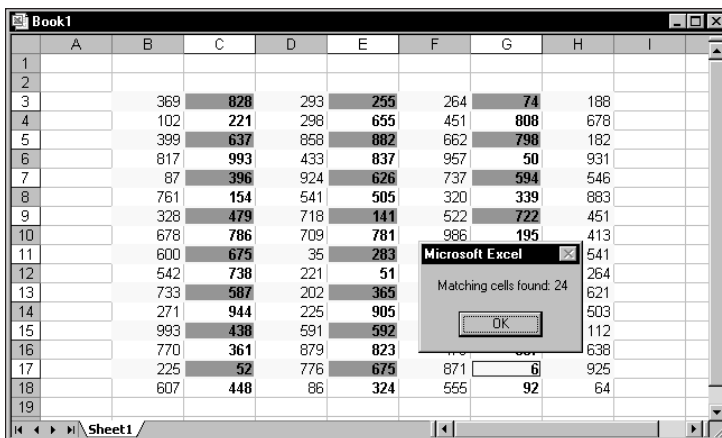 Book1
A B C D E F G H I
1
2
3 369 828 293 255 264 74 188
4 102 221 298 655 451 808 678
5 399 637 858 882 662 798 182
6 817 993 433 837 957 50 931
7 87 396 924 626 737 594 546
8 761 154 541 505 320 339 883
9 328 479 718 141 522 722 451
10 678 786 709 781 986 195 413
11 600 675 35 283 541
12 542 738 221 51 264
13 733 587 202 365 621
14 271 944 225 905 503
15 993 438 591 592 112
16 770 361 879 823 638
17 225 52 776 675 871 6 925
18 607 448 86 324 555 92 64
19
Microsoft Excel
Matching cells found: 24
OK
Sheet1